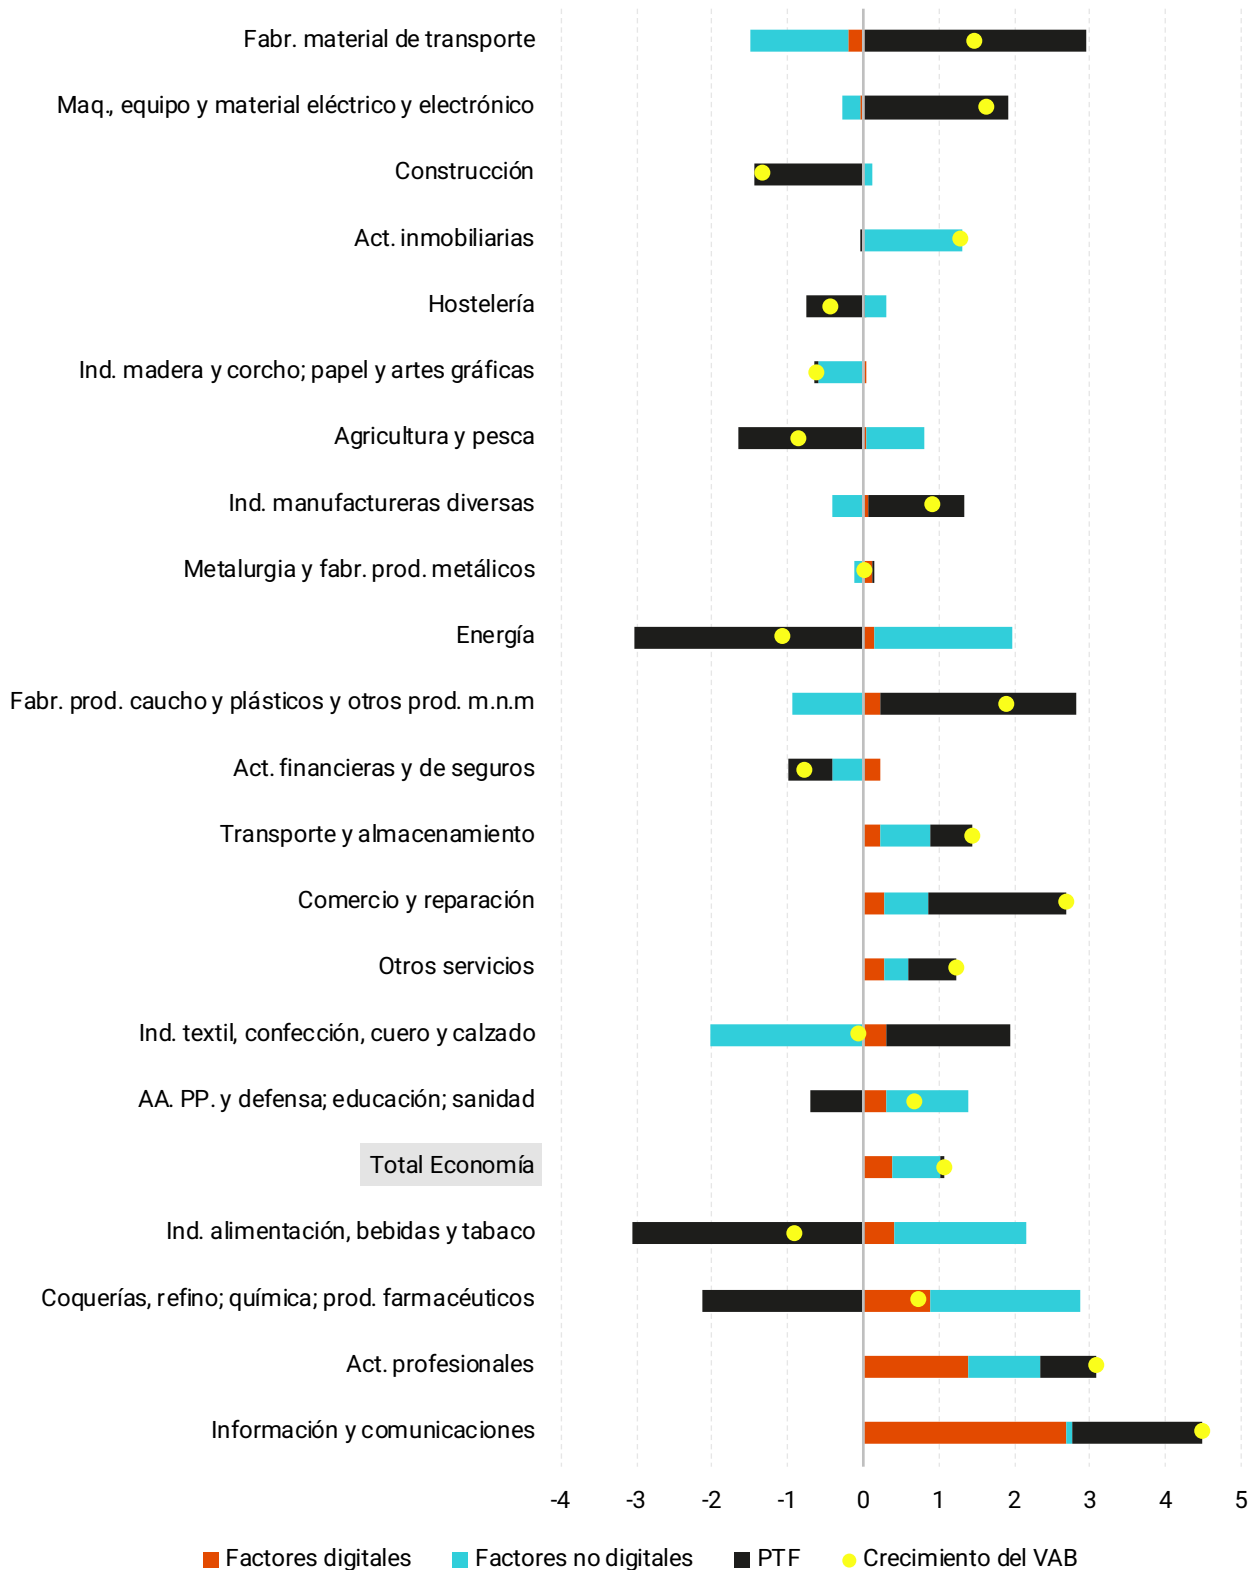 Fabr. material de transporte
Maq., equipo y material eléctrico y electrónico
Construcción
Act. inmobiliarias
Hostelería
Ind. madera y corcho; papel y artes gráficas
Agricultura y pesca
Ind. manufactureras diversas
Metalurgia y fabr. prod. metálicos
Energía
Fabr. prod. caucho y plásticos y otros prod. m.n.m
Act. financieras y de seguros
Transporte y almacenamiento
Comercio y reparación
Otros servicios
Ind. textil, confección, cuero y calzado
AA. PP. y defensa; educación; sanidad
Total Economía
Ind. alimentación, bebidas y tabaco
Coquerías, refino; química; prod. farmacéuticos
Act. profesionales
Información y comunicaciones
-4 -3 -2 -1 0 1 2 3 4 5
Factores digitales Factores no digitales PTF Crecimiento del VAB